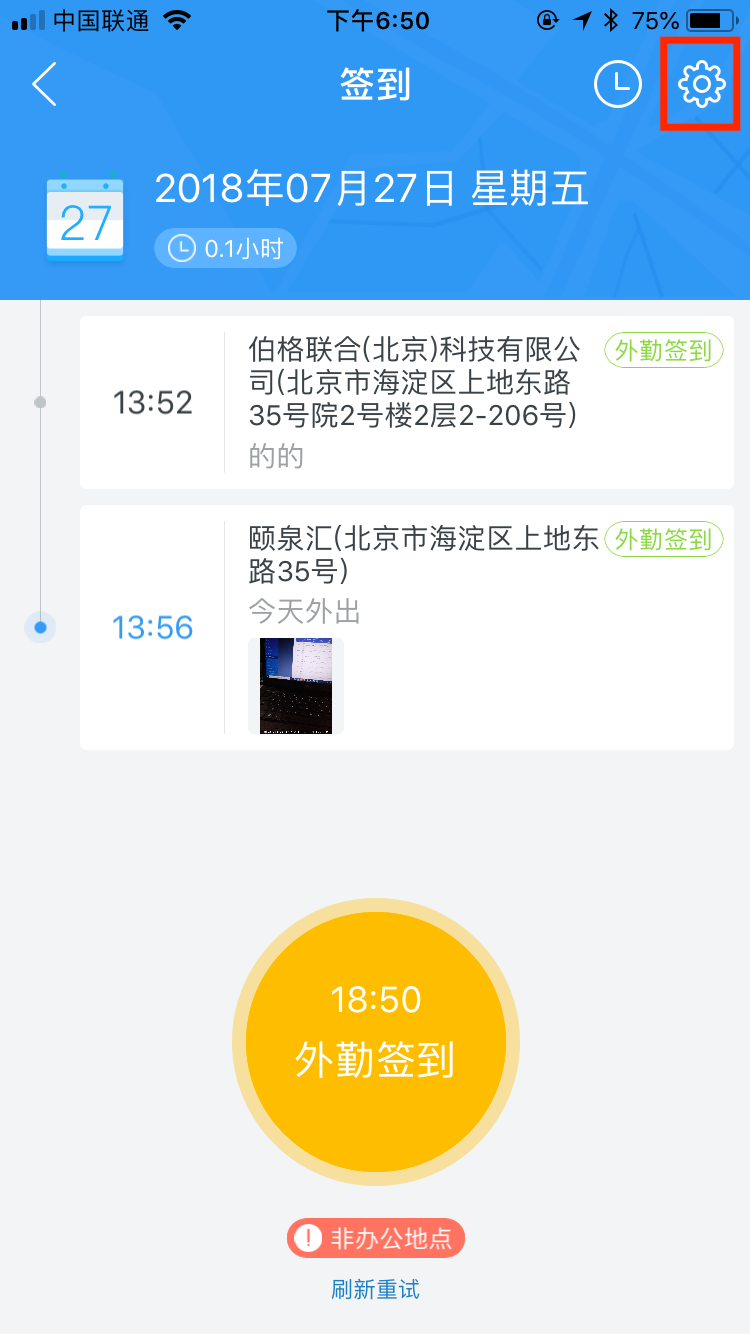 中国联通 下午6:50 75%
签到
27
2018年07月27日 星期五
0.1小时
13:52
伯格联合(北京)科技有限公
司(北京市海淀区上地东路
35号院2号楼2层2-206号)
外勤签到
的的
13:56
颐泉汇(北京市海淀区上地东
路35号)
外勤签到
今天外出
18:50
外勤签到
非办公地点
刷新重试